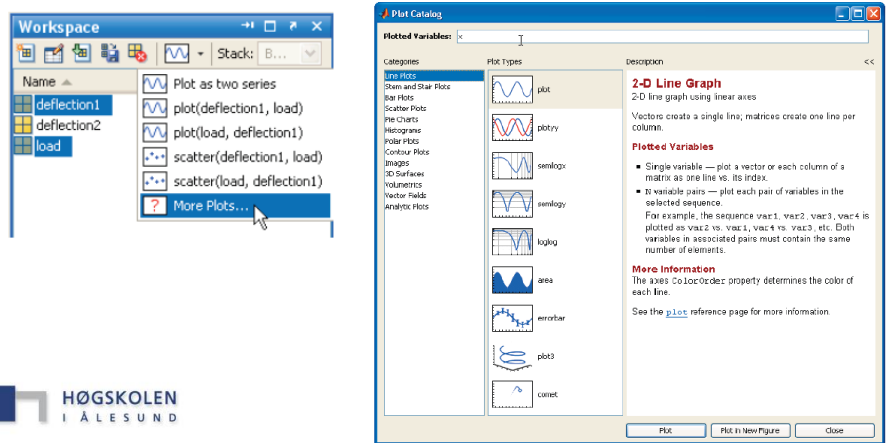 Workspace
Stack: B...
Name
deflection1
deflection2
load
Plot as two series
plot(deflection1, load)
plot(load, deflection1)
scatter(deflection1, load)
scatter(load, deflection1)
? More Plots...
HØGSKOLEN
I ÅLESUND
Plot Catalog
Plotted Variables: x
Categories
Line Plots
Stem and Stair Plots
Bar Plots
Scatter Plots
Pie Charts
Histograms
Polar Plots
Contour Plots
Images
3D Surfaces
Volumetrics
Vector Fields
Analytic Plots
Plot Types
plot
plotyy
semilogx
semilogy
loglog
area
errorbar
plot3
comet
Description <<
2-D Line Graph
2-D line graph using linear axes
Vectors create a single line; matrices create one line per
column.
Plotted Variables
■ Single variable — plot a vector or each column of a
matrix as one line vs. its index.
■ N variable pairs — plot each pair of variables in the
selected sequence.
For example, the sequence var1, var2, var3, var4 is
plotted as var2 vs. var1, var4 vs. var3, etc. Both
variables in associated pairs must contain the same
number of elements.
More Information
The axes ColorOrder property determines the color of
each line.
See the plot reference page for more information.
Plot
Plot in New Figure
Close